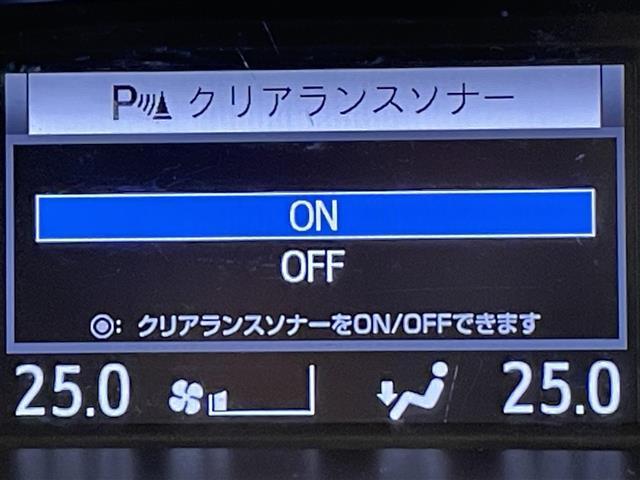 P クリアランスソナー
ON
OFF
◎: クリアランスソナーをON/OFFできます
25.0 25.0